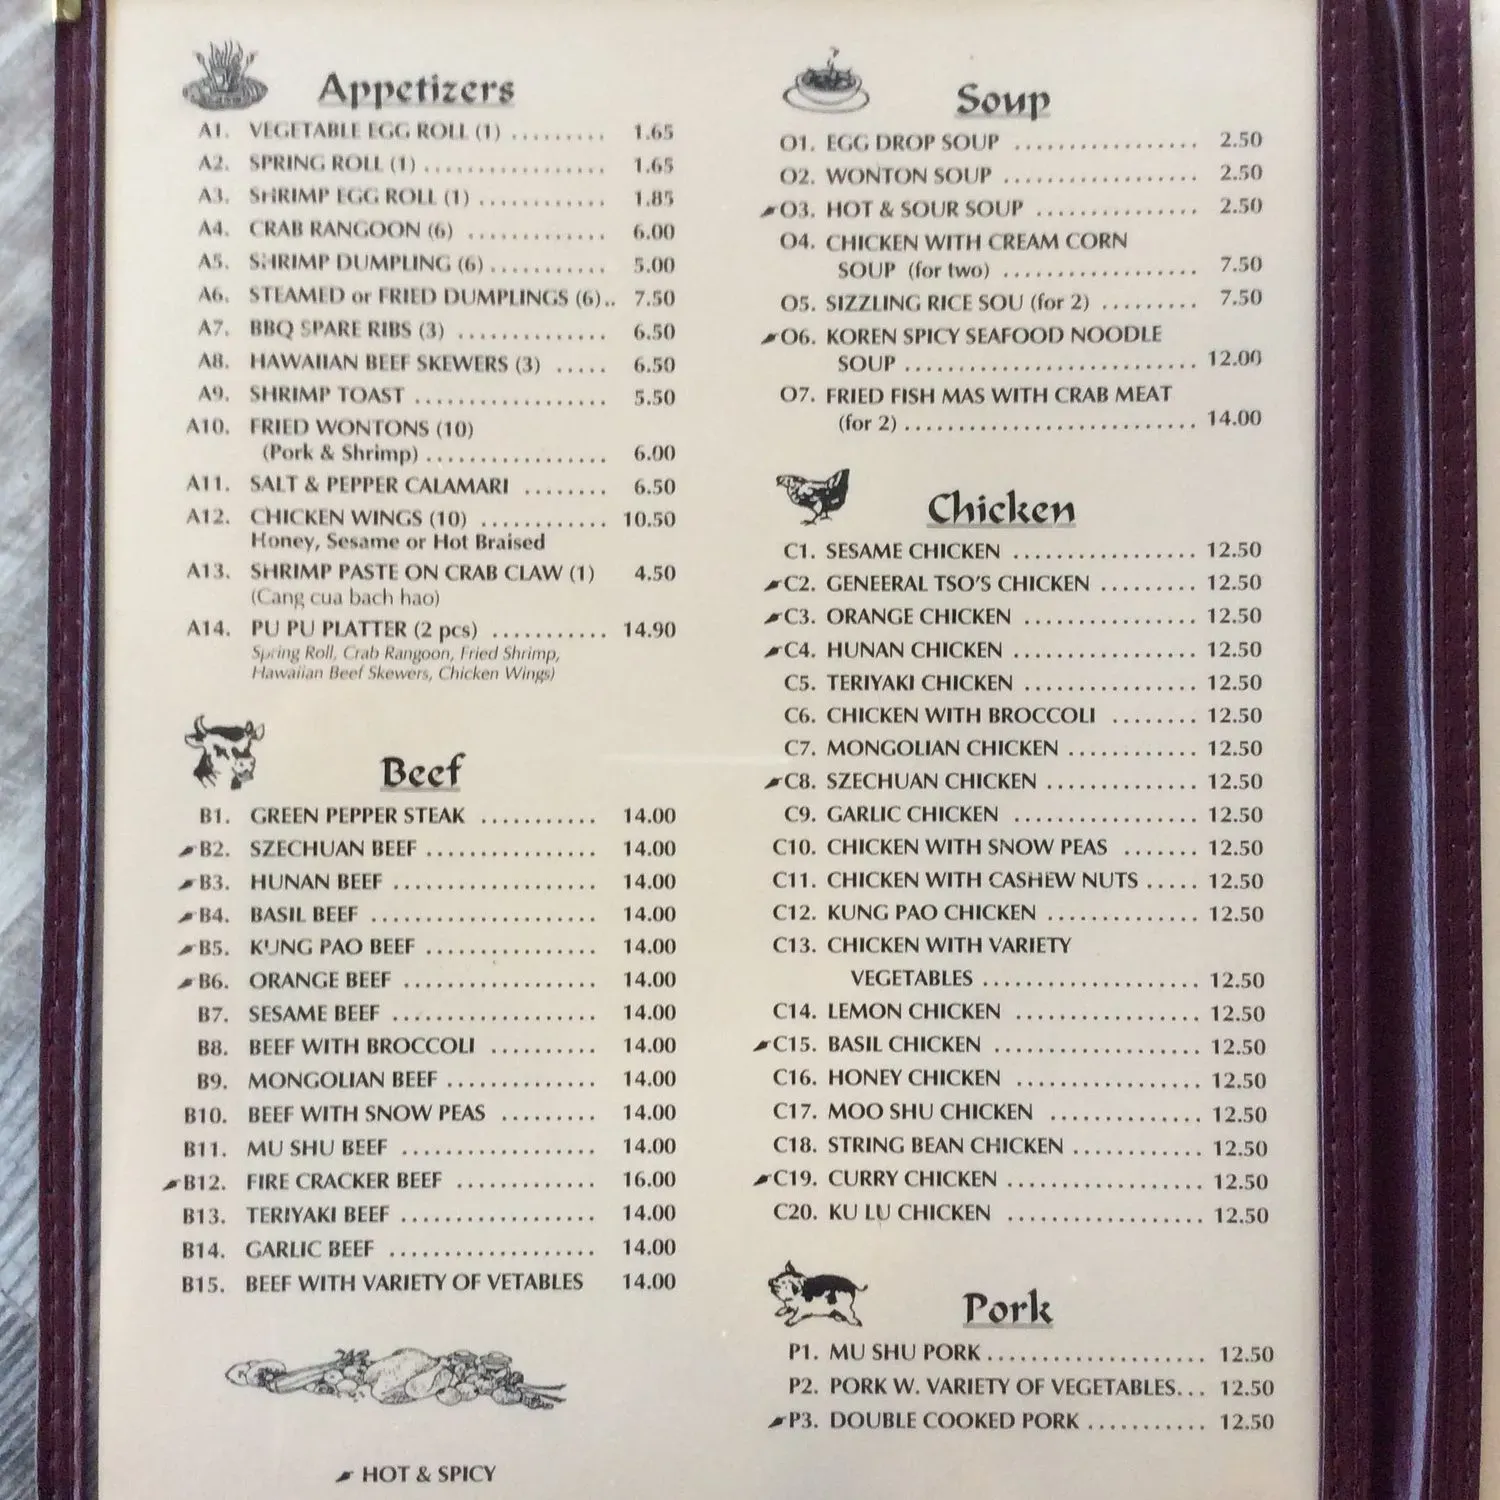 Appetizers
A1. VEGETABLE EGG ROLL (1) ......... 1.65
A2. SPRING ROLL (1) ................. 1.65
A3. SHRIMP EGG ROLL (1) ............ 1.85
A4. CRAB RANGOON (6) ............. 6.00
A5. SHRIMP DUMPLING (6) ........... 5.00
A6. STEAMED or FRIED DUMPLINGS (6).. 7.50
A7. BBQ SPARE RIBS (3) .............. 6.50
A8. HAWAIIAN BEEF SKEWERS (3) ..... 6.50
A9. SHRIMP TOAST .................. 5.50
A10. FRIED WONTONS (10)
(Pork & Shrimp) ................. 6.00
A11. SALT & PEPPER CALAMARI ........ 6.50
A12. CHICKEN WINGS (10) ............ 10.50
Honey, Sesame or Hot Braised
A13. SHRIMP PASTE ON CRAB CLAW (1) 4.50
(Cang cua bach hao)
A14. PU PU PLATTER (2 pcs) ........... 14.90
Spring Roll, Crab Rangoon, Fried Shrimp,
Hawaiian Beef Skewers, Chicken Wings)
Beef
B1. GREEN PEPPER STEAK ........... 14.00
B2. SZECHUAN BEEF ................ 14.00
B3. HUNAN BEEF ................... 14.00
B4. BASIL BEEF ..................... 14.00
B5. KUNG PAO BEEF ................ 14.00
B6. ORANGE BEEF .................. 14.00
B7. SESAME BEEF ................... 14.00
B8. BEEF WITH BROCCOLI .......... 14.00
B9. MONGOLIAN BEEF .............. 14.00
B10. BEEF WITH SNOW PEAS ......... 14.00
B11. MU SHU BEEF .................. 14.00
B12. FIRE CRACKER BEEF ............. 16.00
B13. TERIYAKI BEEF .................. 14.00
B14. GARLIC BEEF ................... 14.00
B15. BEEF WITH VARIETY OF VETABLES 14.00
HOT & SPICY
Soup
O1. EGG DROP SOUP ................. 2.50
O2. WONTON SOUP .................. 2.50
O3. HOT & SOUR SOUP ............... 2.50
O4. CHICKEN WITH CREAM CORN
SOUP (for two) .................. 7.50
O5. SIZZLING RICE SOU (for 2) ......... 7.50
O6. KOREN SPICY SEAFOOD NOODLE
SOUP ........................... 12.00
O7. FRIED FISH MAS WITH CRAB MEAT
(for 2) ........................... 14.00
Chicken
C1. SESAME CHICKEN ................. 12.50
C2. GENEERAL TSO'S CHICKEN ......... 12.50
C3. ORANGE CHICKEN ................ 12.50
C4. HUNAN CHICKEN ................. 12.50
C5. TERIYAKI CHICKEN ................ 12.50
C6. CHICKEN WITH BROCCOLI ........ 12.50
C7. MONGOLIAN CHICKEN ............ 12.50
C8. SZECHUAN CHICKEN .............. 12.50
C9. GARLIC CHICKEN ................. 12.50
C10. CHICKEN WITH SNOW PEAS ....... 12.50
C11. CHICKEN WITH CASHEW NUTS ..... 12.50
C12. KUNG PAO CHICKEN .............. 12.50
C13. CHICKEN WITH VARIETY
VEGETABLES .................... 12.50
C14. LEMON CHICKEN ................. 12.50
C15. BASIL CHICKEN ................... 12.50
C16. HONEY CHICKEN ................. 12.50
C17. MOO SHU CHICKEN .............. 12.50
C18. STRING BEAN CHICKEN ............ 12.50
C19. CURRY CHICKEN .................. 12.50
C20. KU LU CHICKEN .................. 12.50
Pork
P1. MU SHU PORK .................... 12.50
P2. PORK W. VARIETY OF VEGETABLES... 12.50
P3. DOUBLE COOKED PORK ........... 12.50